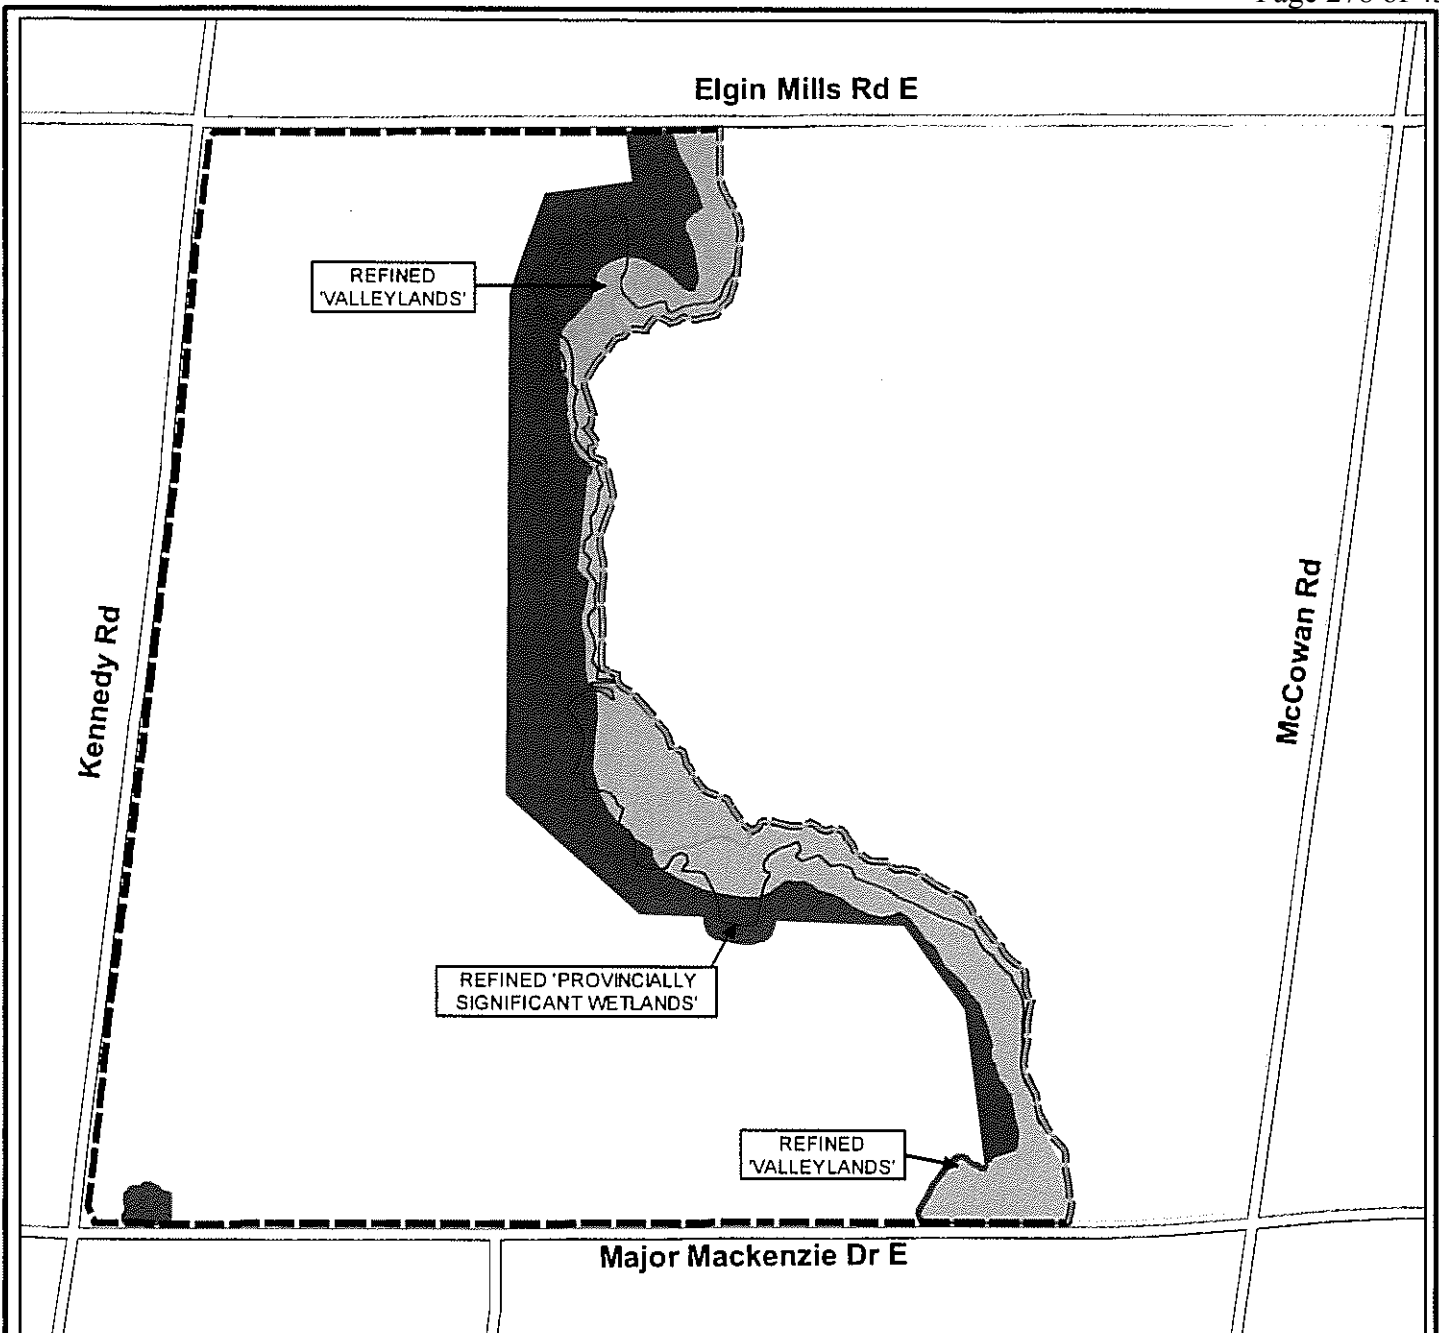 Elgin Mills Rd E
REFINED
'VALLEYLANDS'
Kennedy Rd
McCowan Rd
REFINED 'PROVINCIALLY
SIGNIFICANT WETLANDS'
REFINED
'VALLEYLANDS'
Major Mackenzie Dr E